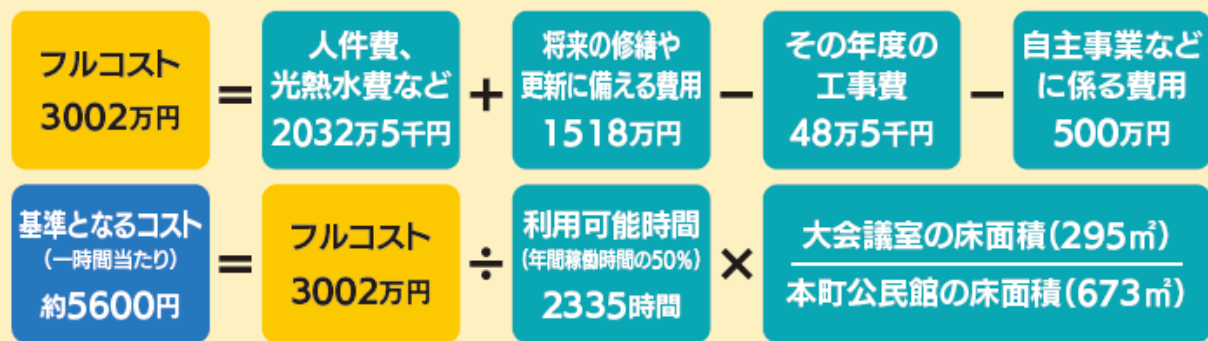 フルコスト
3002万円
=
人件費、
光熱水費など
2032万5千円
+
将来の修繕や
更新に備える費用
1518万円
−
その年度の
工事費
48万5千円
−
自主事業など
に係る費用
500万円
基準となるコスト
(一時間当たり)
約5600円
=
フルコスト
3002万円
÷
利用可能時間
(年間稼働時間の50%)
2335時間
×
大会議室の床面積(295㎡)
本町公民館の床面積(673㎡)